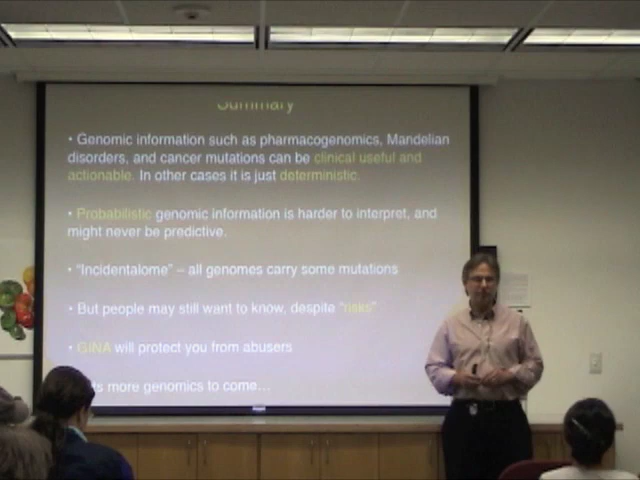 Summary
• Genomic information such as pharmacogenomics, Mandelian
disorders, and cancer mutations can be clinical useful and
actionable. In other cases it is just deterministic.
• Probabilistic genomic information is harder to interpret, and
might never be predictive.
• "Incidentalome" – all genomes carry some mutations
• But people may still want to know, despite "risks"
• GINA will protect you from abusers
more genomics to come…